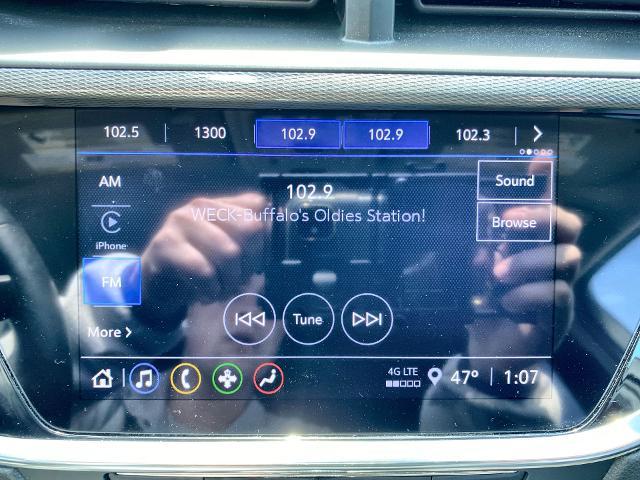 102.5 1300 102.9 102.9 102.3
AM
102.9
Sound
WECK-Buffalo's Oldies Station!
Browse
iPhone
FM
Tune
More
4G LTE
47° 1:07